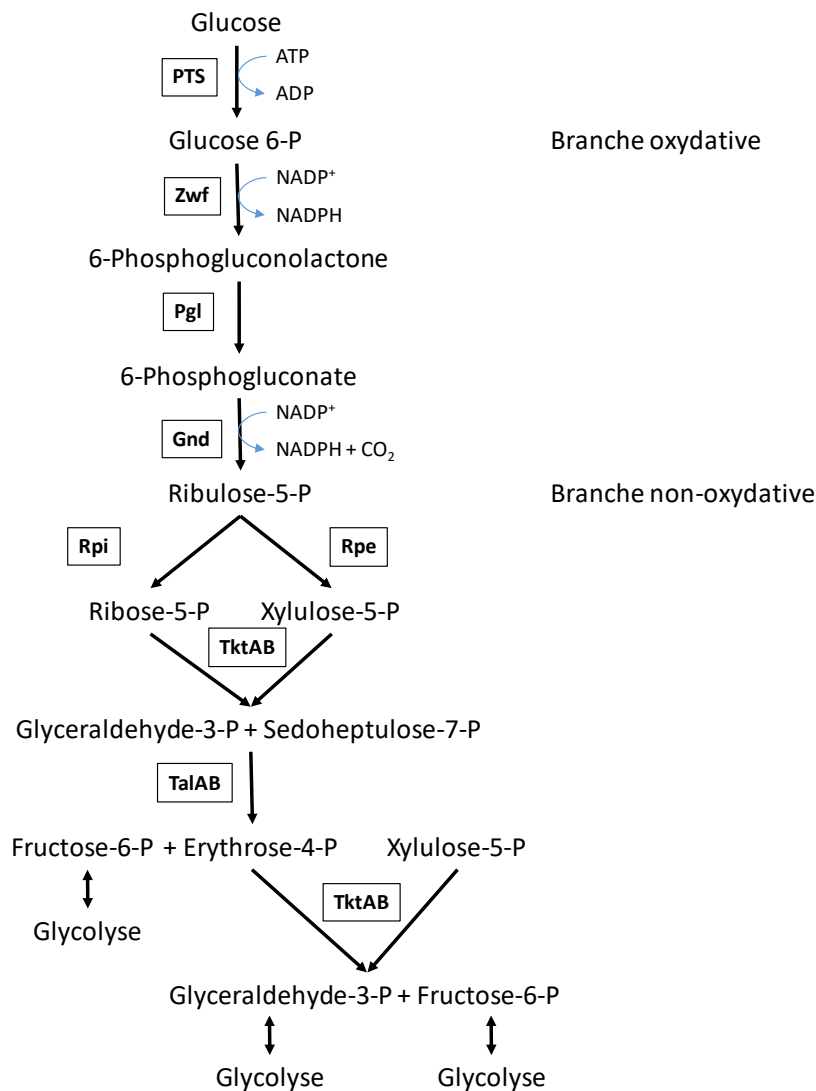 Glucose
PTS
ATP
ADP
Glucose 6-P
Branche oxydative
Zwf
NADP⁺
NADPH
6-Phosphogluconolactone
Pgl
6-Phosphogluconate
Gnd
NADP⁺
NADPH + CO₂
Ribulose-5-P
Branche non-oxydative
Rpi
Rpe
Ribose-5-P
Xylulose-5-P
TktAB
Glyceraldehyde-3-P + Sedoheptulose-7-P
TalAB
Fructose-6-P + Erythrose-4-P
Xylulose-5-P
TktAB
Glycolyse
Glyceraldehyde-3-P + Fructose-6-P
Glycolyse
Glycolyse